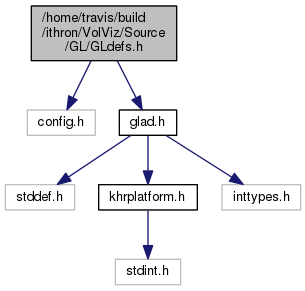 /home/travis/build
/ithron/VolViz/Source
/GL/GLdefs.h
config.h
glad.h
stddef.h
khrplatform.h
inttypes.h
stdint.h